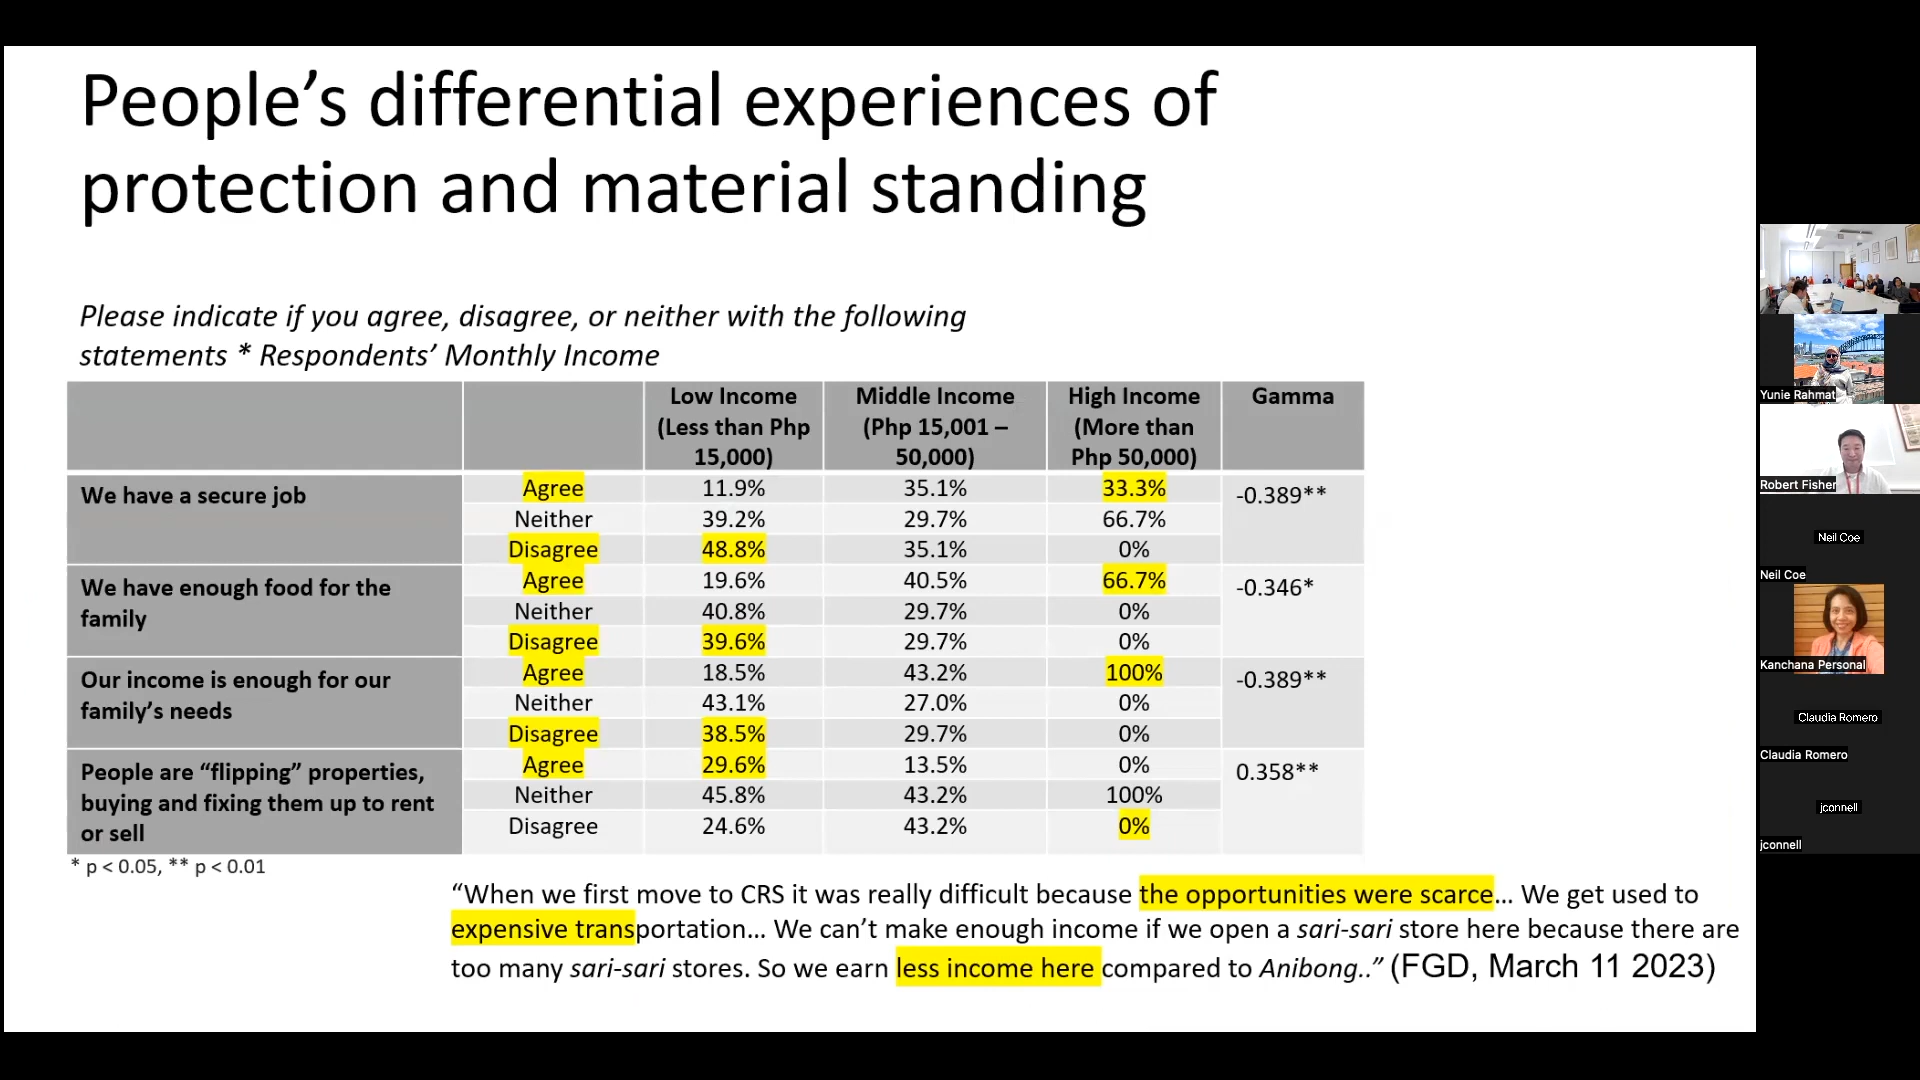 People’s differential experiences of
protection and material standing
Please indicate if you agree, disagree, or neither with the following
statements * Respondents’ Monthly Income
Low Income (Less than Php 15,000) Middle Income (Php 15,001 – 50,000) High Income (More than Php 50,000) Gamma
We have a secure job Agree 11.9% 35.1% 33.3% -0.389**
Neither 39.2% 29.7% 66.7%
Disagree 48.8% 35.1% 0%
We have enough food for the family Agree 19.6% 40.5% 66.7% -0.346*
Neither 40.8% 29.7% 0%
Disagree 39.6% 29.7% 0%
Our income is enough for our family’s needs Agree 18.5% 43.2% 100% -0.389**
Neither 43.1% 27.0% 0%
Disagree 38.5% 29.7% 0%
People are “flipping” properties, buying and fixing them up to rent or sell Agree 29.6% 13.5% 0% 0.358**
Neither 45.8% 43.2% 100%
Disagree 24.6% 43.2% 0%
* p < 0.05, ** p < 0.01
“When we first move to CRS it was really difficult because the opportunities were scarce... We get used to
expensive transportation... We can’t make enough income if we open a sari-sari store here because there are
too many sari-sari stores. So we earn less income here compared to Anibong..” (FGD, March 11 2023)
Yunie Rahmat
Robert Fisher
Neil Coe
Neil Coe
Kanchana Personal
Claudia Romero
Claudia Romero
jconnell
jconnell